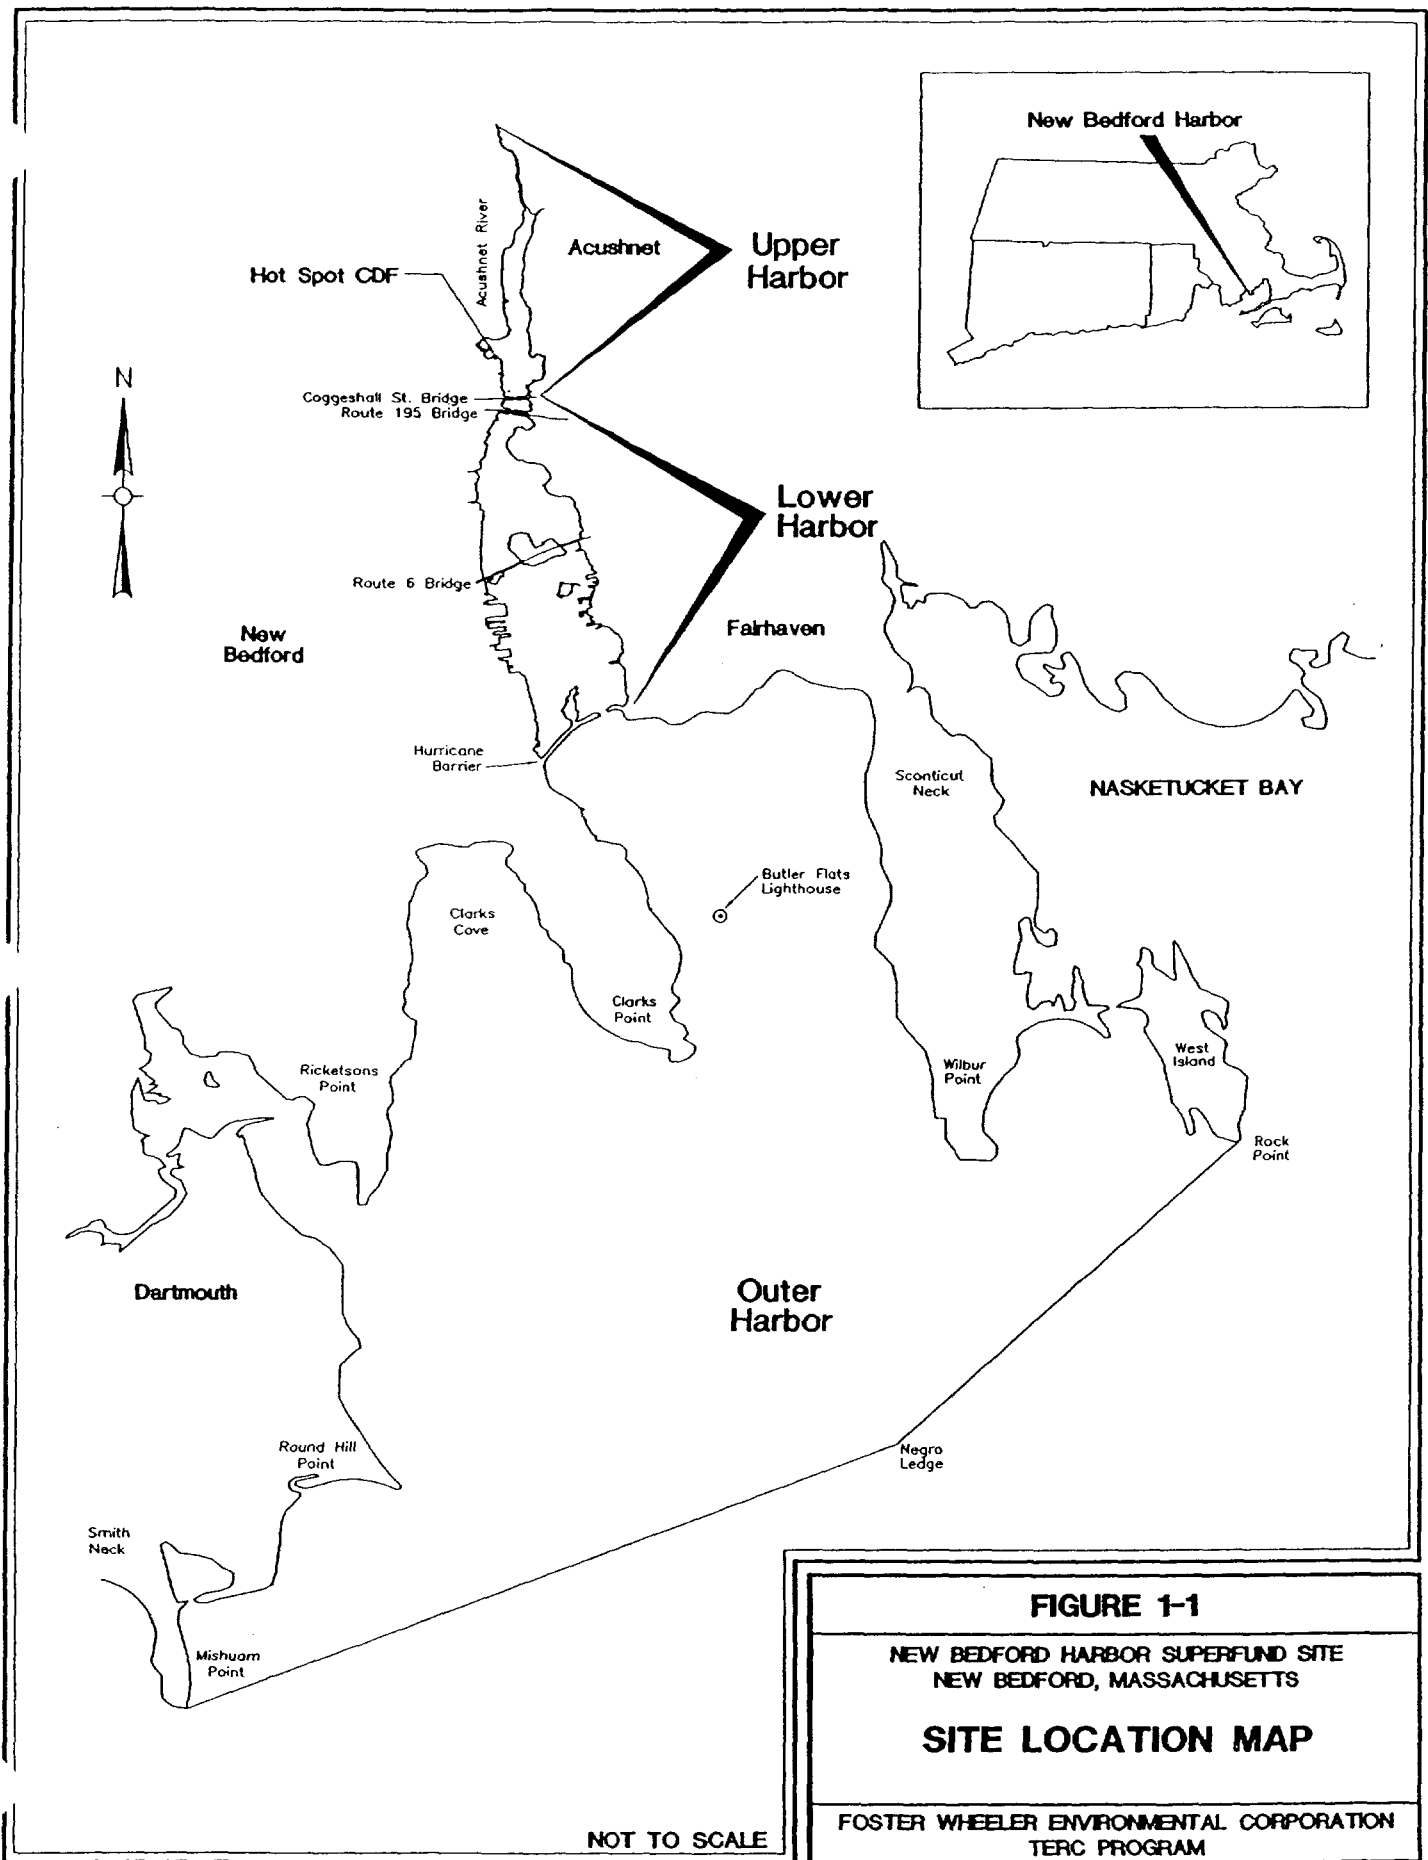 New Bedford Harbor
Acushnet River
Acushnet
Upper
Harbor
Hot Spot CDF
N
Coggeshall St. Bridge
Route 195 Bridge
Lower
Harbor
Route 6 Bridge
New
Bedford
Fairhaven
Hurricane
Barrier
Sconticut
Neck
NASKETUCKET BAY
Butler Flats
Lighthouse
Clarks
Cove
Clarks
Point
Ricketsons
Point
Wilbur
Point
West
Island
Rock
Point
Dartmouth
Outer
Harbor
Round Hill
Point
Negro
Ledge
Smith
Neck
Mishuam
Point
NOT TO SCALE
FIGURE 1-1
NEW BEDFORD HARBOR SUPERFUND SITE
NEW BEDFORD, MASSACHUSETTS
SITE LOCATION MAP
FOSTER WHEELER ENVIRONMENTAL CORPORATION
TERC PROGRAM